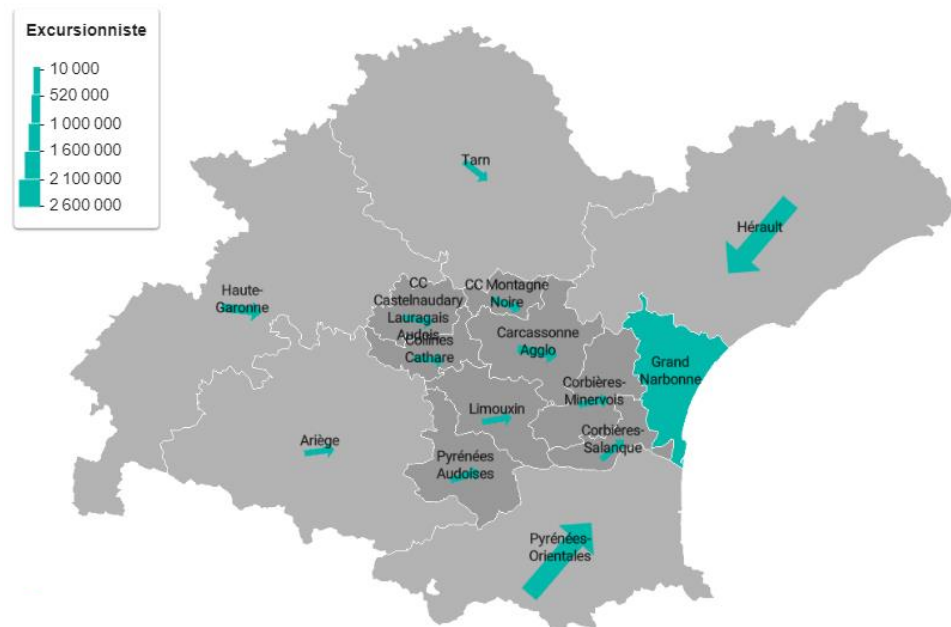 Excursionniste
10 000
520 000
1 000 000
1 600 000
2 100 000
2 600 000
Tarn
Hérault
Haute-
Garonne
CC
Castelnaudary
Lauragais
Audois
CC Montagne
Noire
Collines
Cathare
Carcassonne
Agglo
Grand
Narbonne
Corbières-
Minervois
Limouxin
Corbières-
Salanque
Ariège
Pyrénées
Audoises
Pyrénées-
Orientales